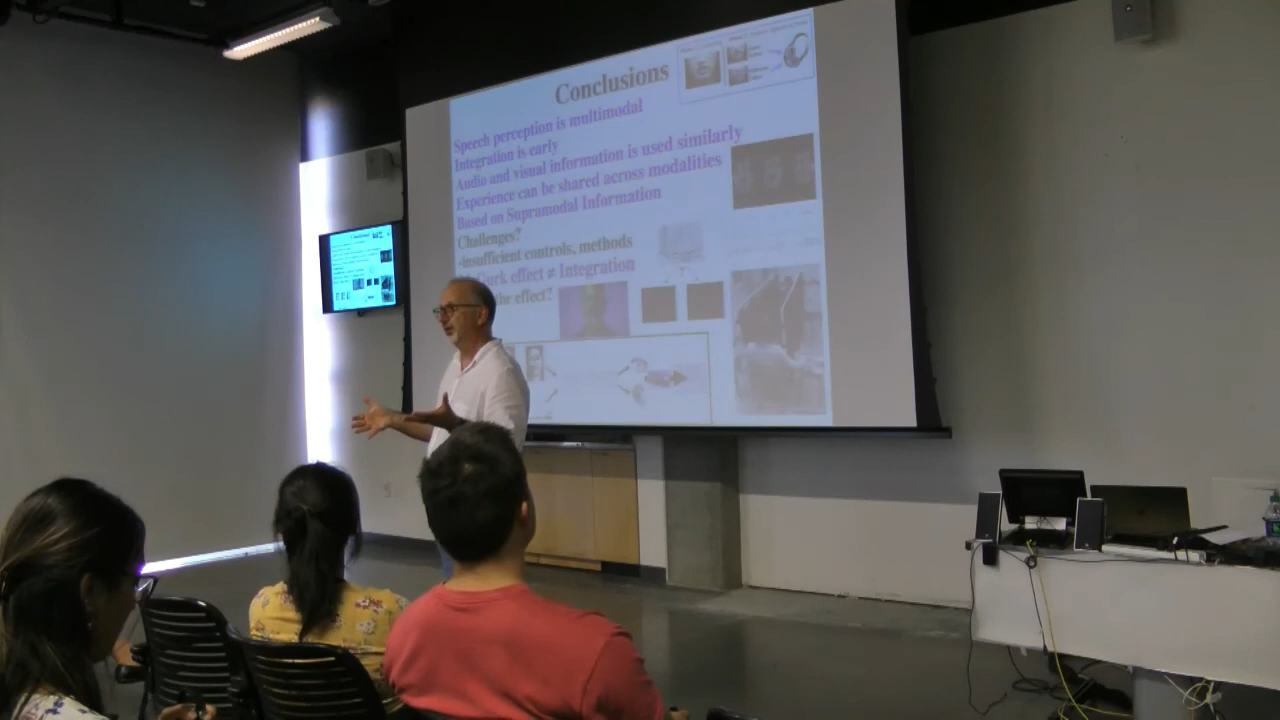 Conclusions
Speech perception is multimodal
Integration is early
Audio and visual information is used similarly
Experience can be shared across modalities
Based on Supramodal Information
Challenges?
-insufficient controls, methods
Gurk effect ≠ Integration
the effect?